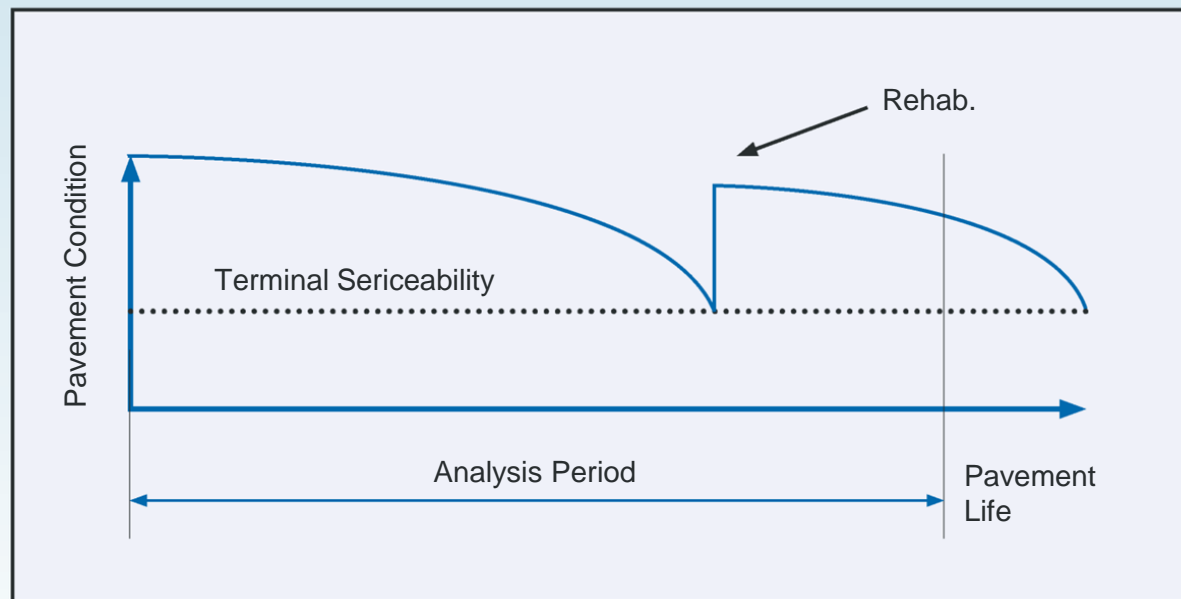 Rehab.
Pavement Condition
Terminal Sericeability
Analysis Period
Pavement
Life